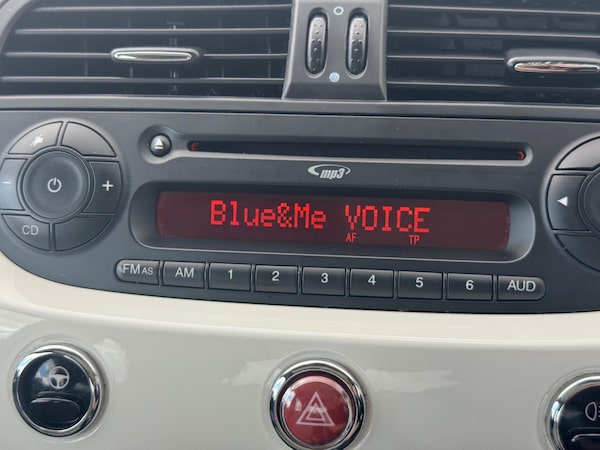 mp3
Blue&Me VOICE
AF TP
- +
CD
FM AS AM 1 2 3 4 5 6 AUD